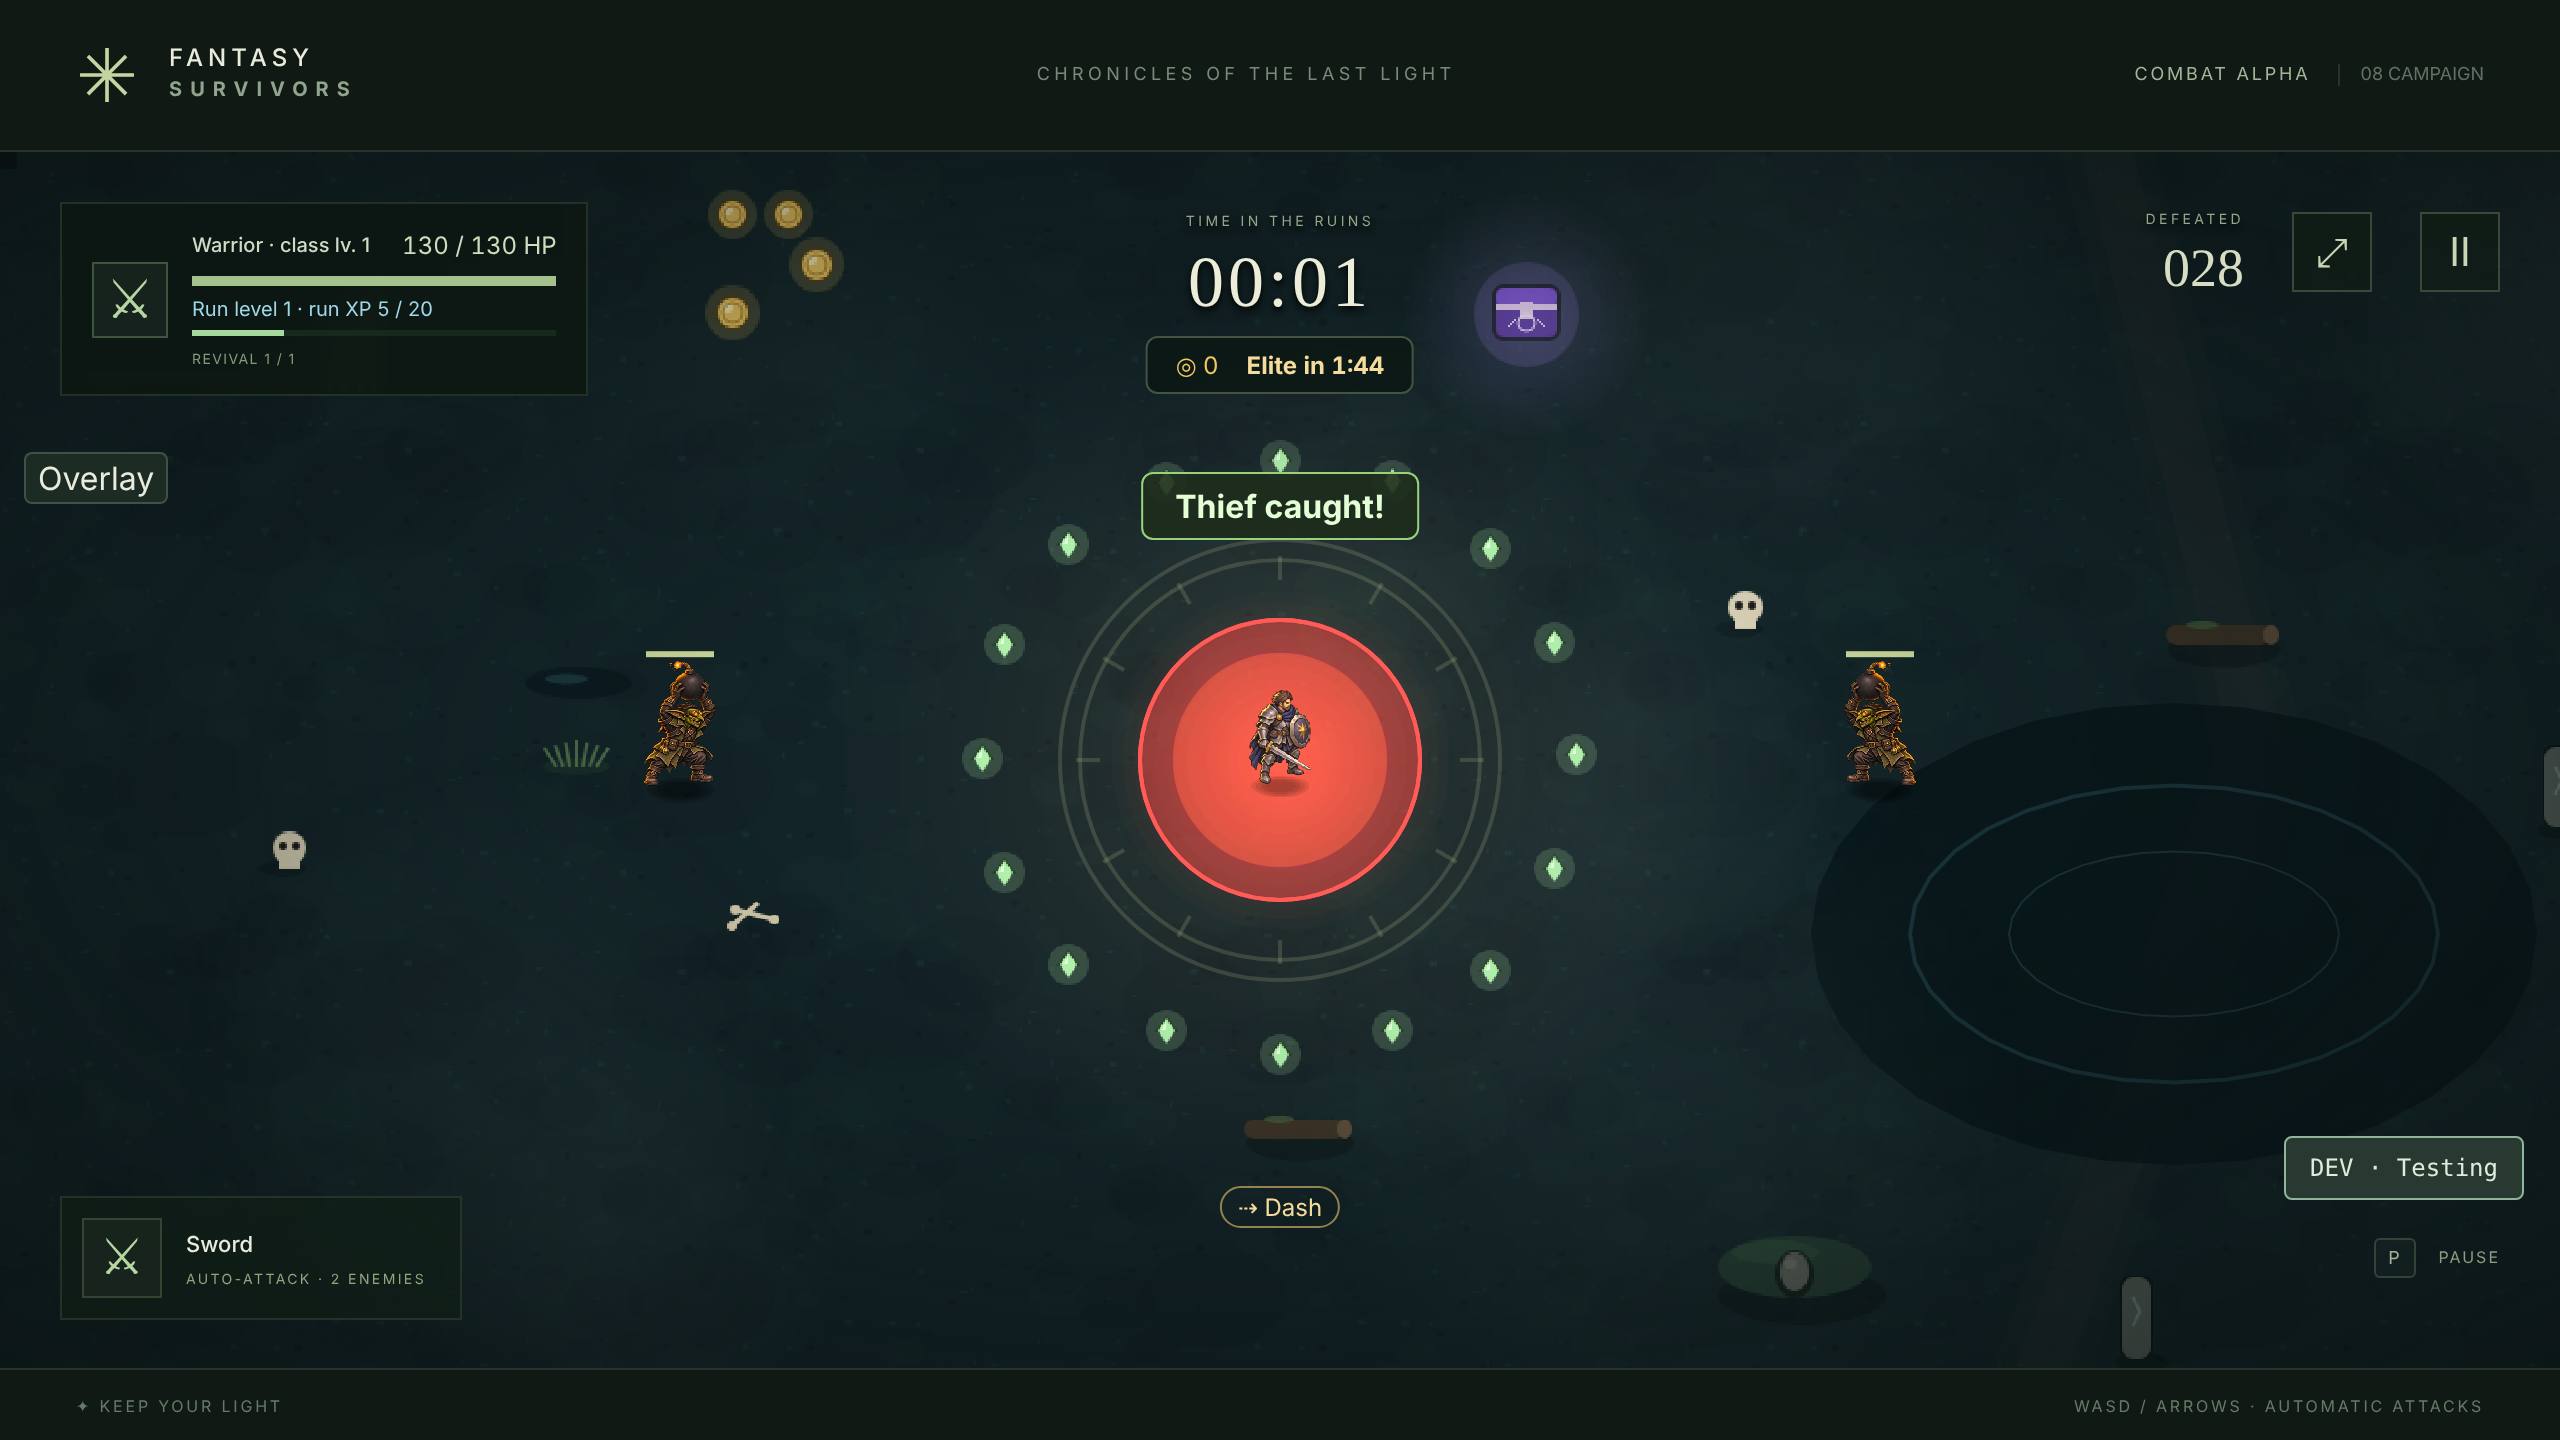 FANTASY
SURVIVORS
CHRONICLES OF THE LAST LIGHT
COMBAT ALPHA
08 CAMPAIGN
Warrior · class lv. 1
130 / 130 HP
Run level 1 · run XP 5 / 20
REVIVAL 1 / 1
TIME IN THE RUINS
00:01
◎ 0 Elite in 1:44
DEFEATED
028
Overlay
Thief caught!
⇢ Dash
DEV · Testing
Sword
AUTO-ATTACK · 2 ENEMIES
P PAUSE
✦ KEEP YOUR LIGHT
WASD / ARROWS · AUTOMATIC ATTACKS